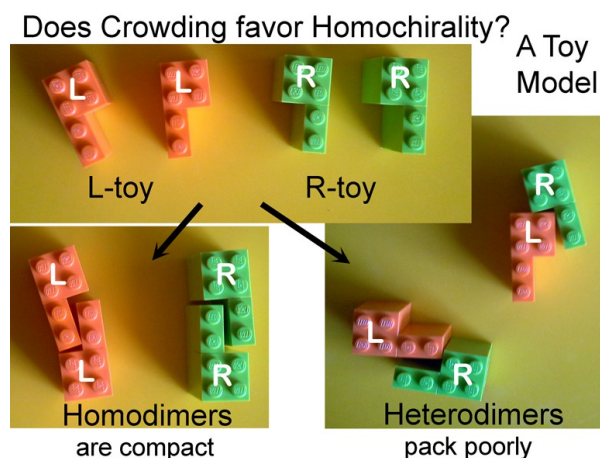 Does Crowding favor Homochirality?
A Toy
Model
L
L
R
R
L-toy
R-toy
L
L
R
R
Homodimers
are compact
R
L
L
R
Heterodimers
pack poorly